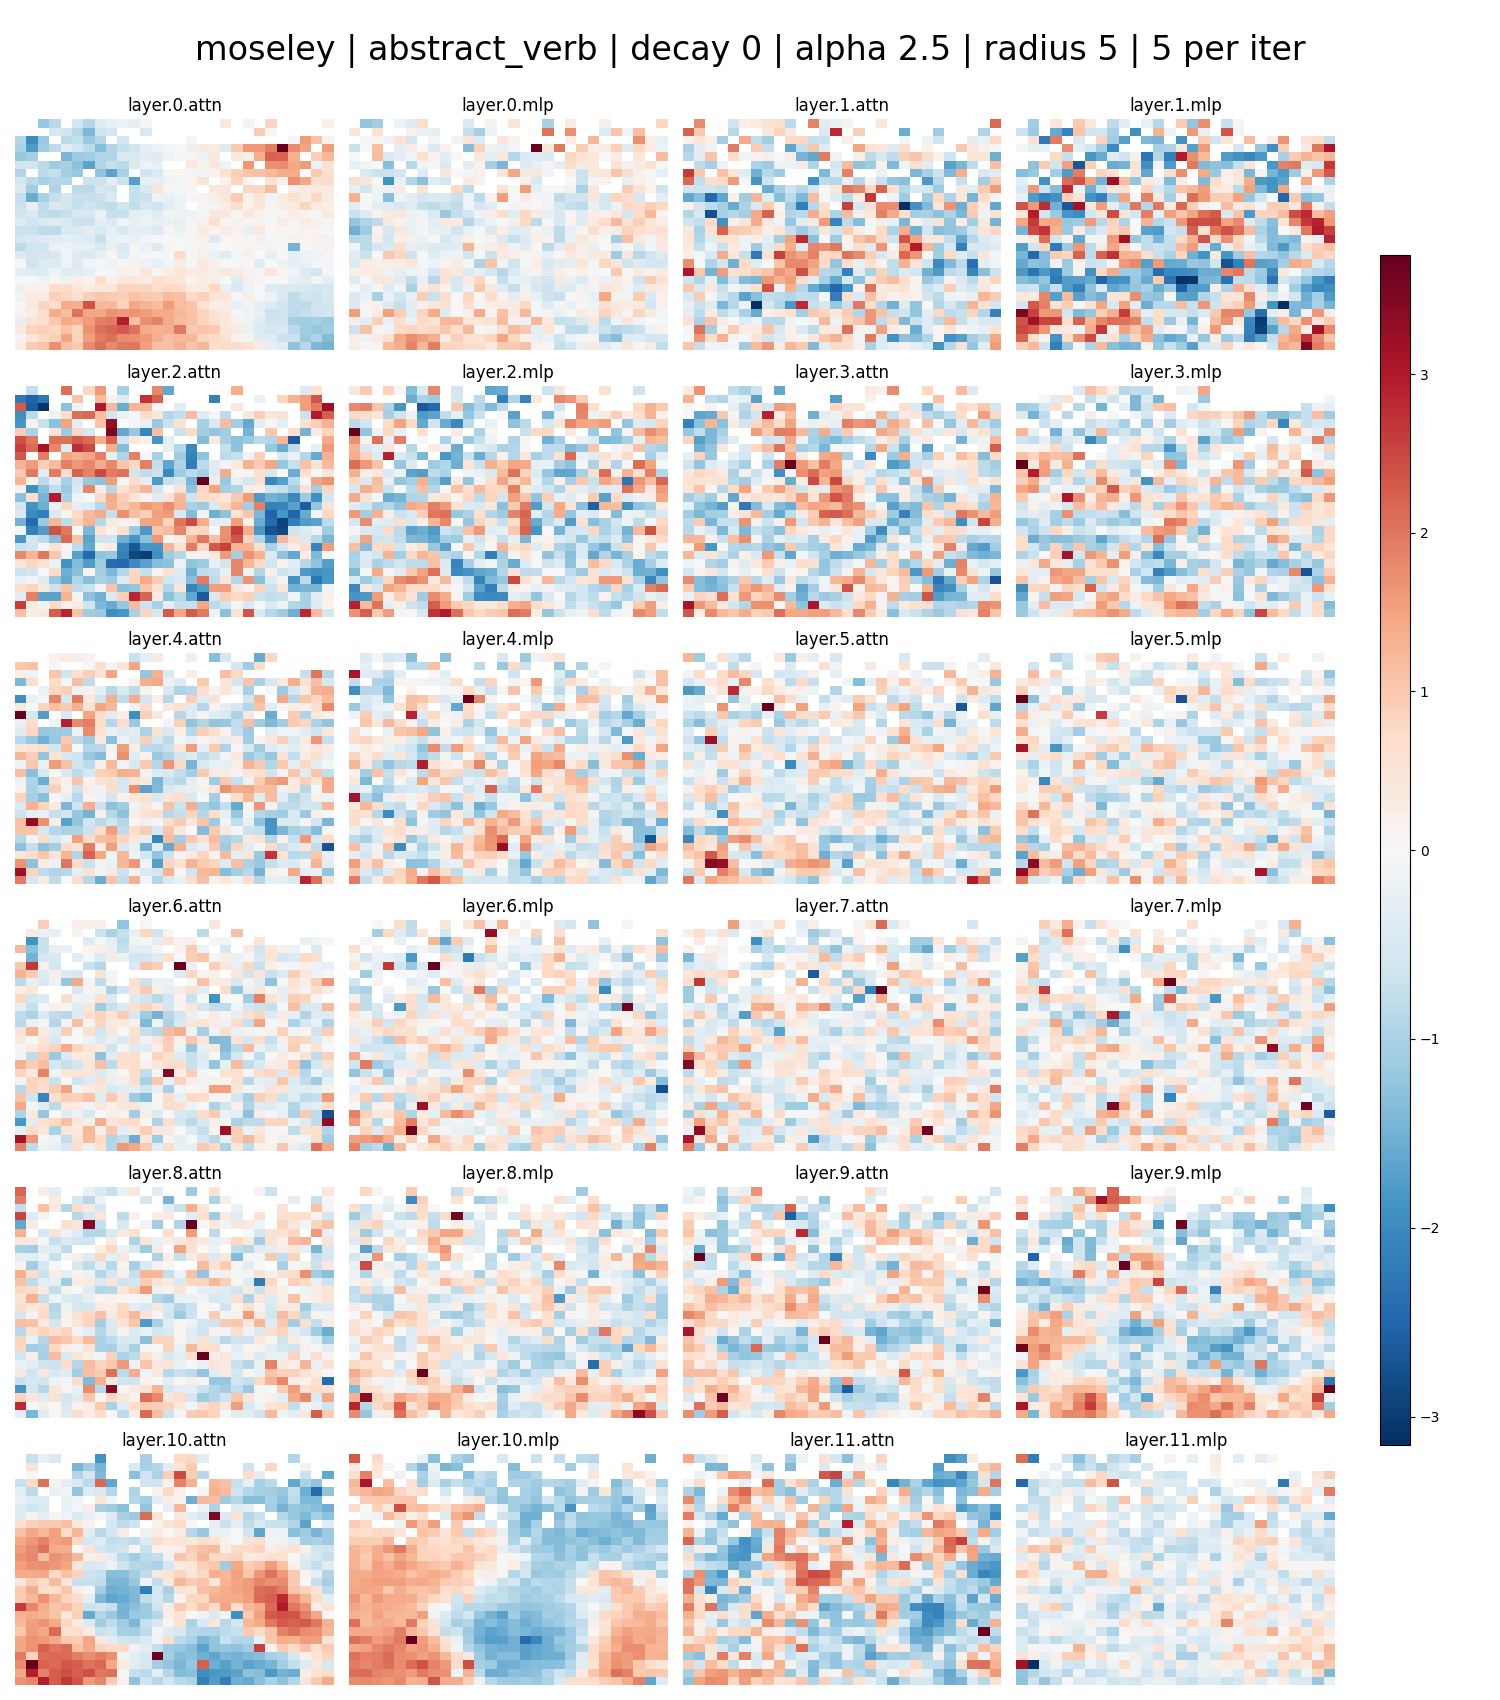 moseley | abstract_verb | decay 0 | alpha 2.5 | radius 5 | 5 per iter
layer.0.attn layer.0.mlp layer.1.attn layer.1.mlp
layer.2.attn layer.2.mlp layer.3.attn layer.3.mlp
layer.4.attn layer.4.mlp layer.5.attn layer.5.mlp
layer.6.attn layer.6.mlp layer.7.attn layer.7.mlp
layer.8.attn layer.8.mlp layer.9.attn layer.9.mlp
layer.10.attn layer.10.mlp layer.11.attn layer.11.mlp
3
2
1
0
−1
−2
−3